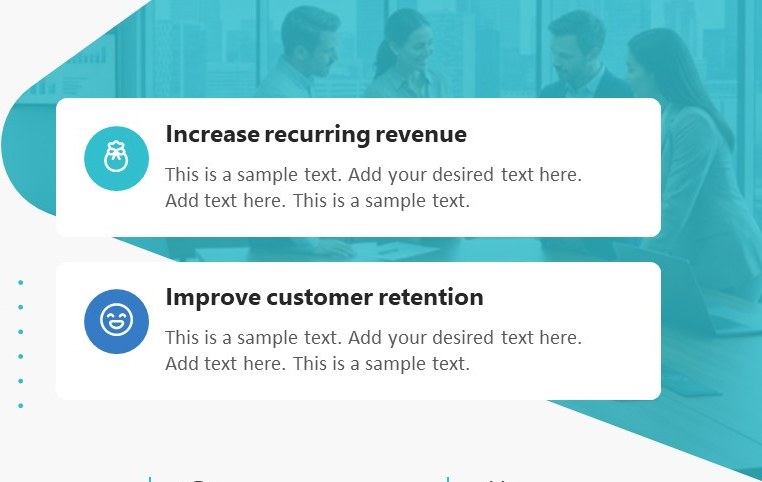 Increase recurring revenue
This is a sample text. Add your desired text here.
Add text here. This is a sample text.
Improve customer retention
This is a sample text. Add your desired text here.
Add text here. This is a sample text.